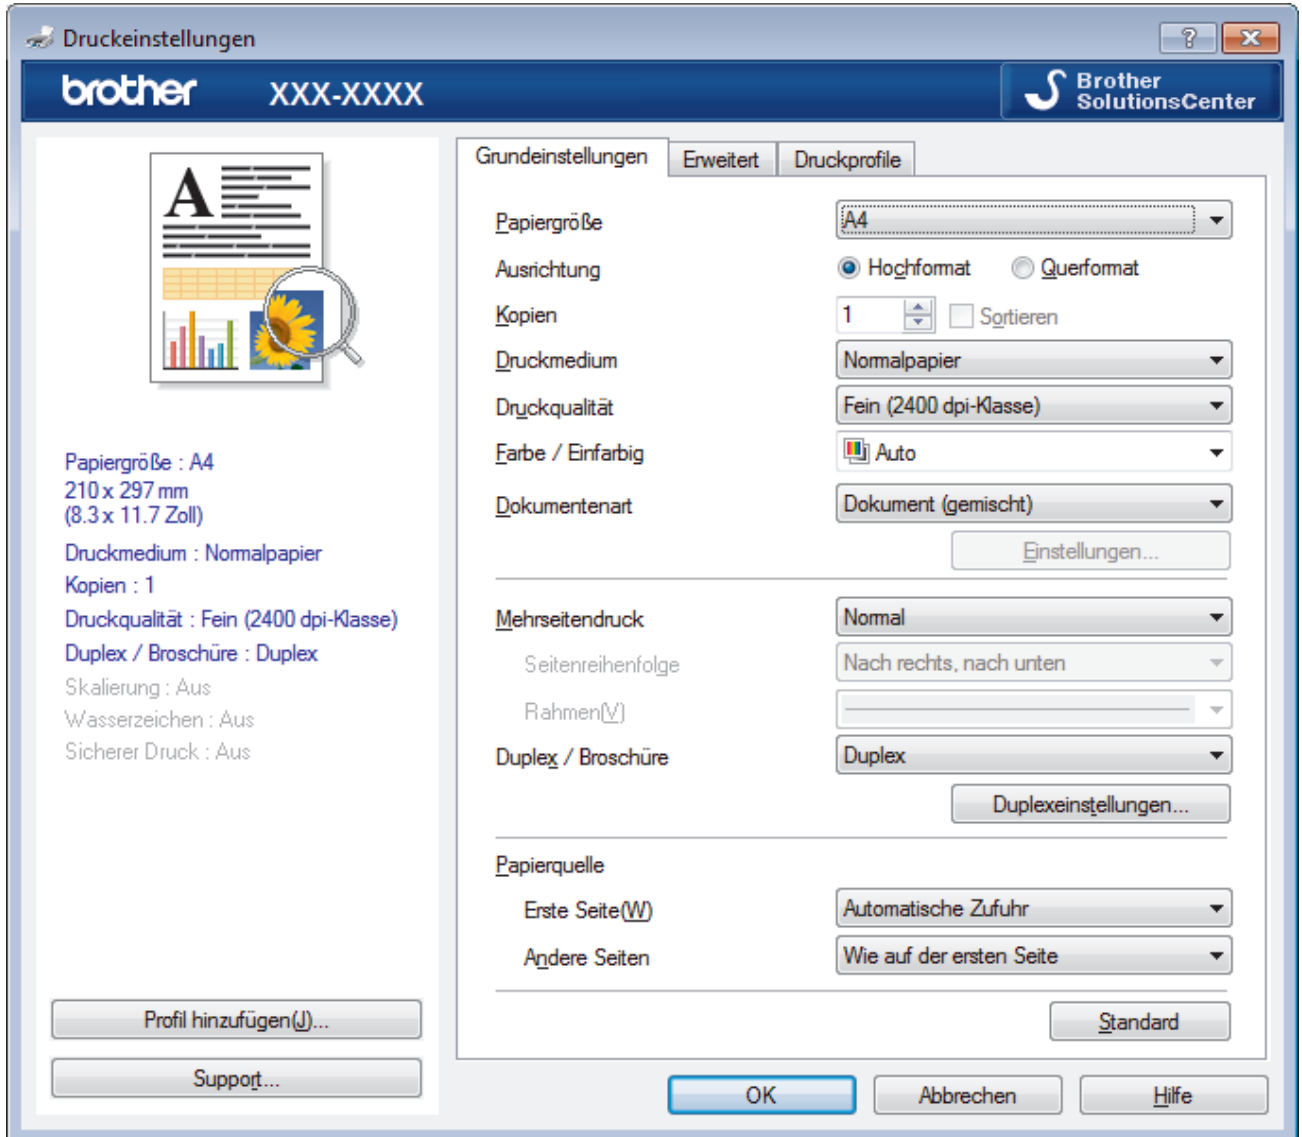 Druckeinstellungen
brother XXX-XXXX
Brother
SolutionsCenter
Grundeinstellungen Erweitert Druckprofile
A
Papiergröße A4
Ausrichtung Hochformat Querformat
Kopien 1 Sortieren
Druckmedium Normalpapier
Druckqualität Fein (2400 dpi-Klasse)
Farbe / Einfarbig Auto
Dokumentenart Dokument (gemischt)
Einstellungen...
Mehrseitendruck Normal
Seitenreihenfolge Nach rechts, nach unten
Rahmen(V)
Duplex / Broschüre Duplex
Duplexeinstellungen...
Papierquelle
Erste Seite(W) Automatische Zufuhr
Andere Seiten Wie auf der ersten Seite
Standard
Papiergröße : A4
210 x 297 mm
(8.3 x 11.7 Zoll)
Druckmedium : Normalpapier
Kopien : 1
Druckqualität : Fein (2400 dpi-Klasse)
Duplex / Broschüre : Duplex
Skalierung : Aus
Wasserzeichen : Aus
Sicherer Druck : Aus
Profil hinzufügen(J)...
Support...
OK Abbrechen Hilfe